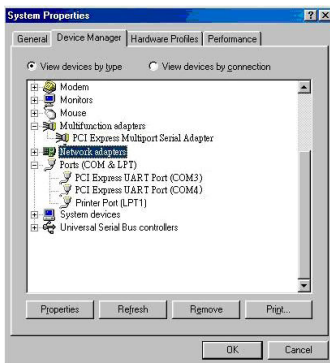 System Properties
General Device Manager Hardware Profiles Performance
View devices by type View devices by connection
Modem
Monitors
Mouse
Multifunction adapters
PCI Express Multiport Serial Adapter
Network adapters
Ports (COM & LPT)
PCI Express UART Port (COM3)
PCI Express UART Port (COM4)
Printer Port (LPT1)
System devices
Universal Serial Bus controllers
Properties Refresh Remove Print...
OK Cancel